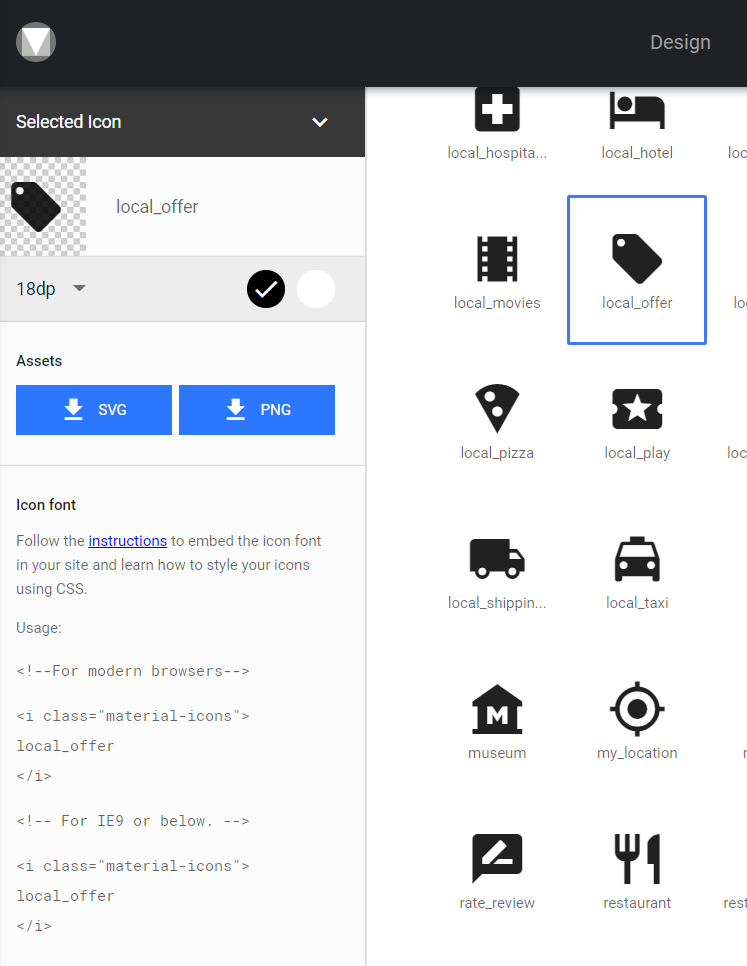 Design
Selected Icon
local_offer
18dp
Assets
SVG PNG
Icon font
Follow the instructions to embed the icon font
in your site and learn how to style your icons
using CSS.
Usage:
<!--For modern browsers-->
<i class="material-icons">
local_offer
</i>
<!-- For IE9 or below. -->
<i class="material-icons">
local_offer
</i>
local_hospita... local_hotel loc
local_movies local_offer lo
local_pizza local_play loc
local_shippin... local_taxi
museum my_location
rate_review restaurant rest